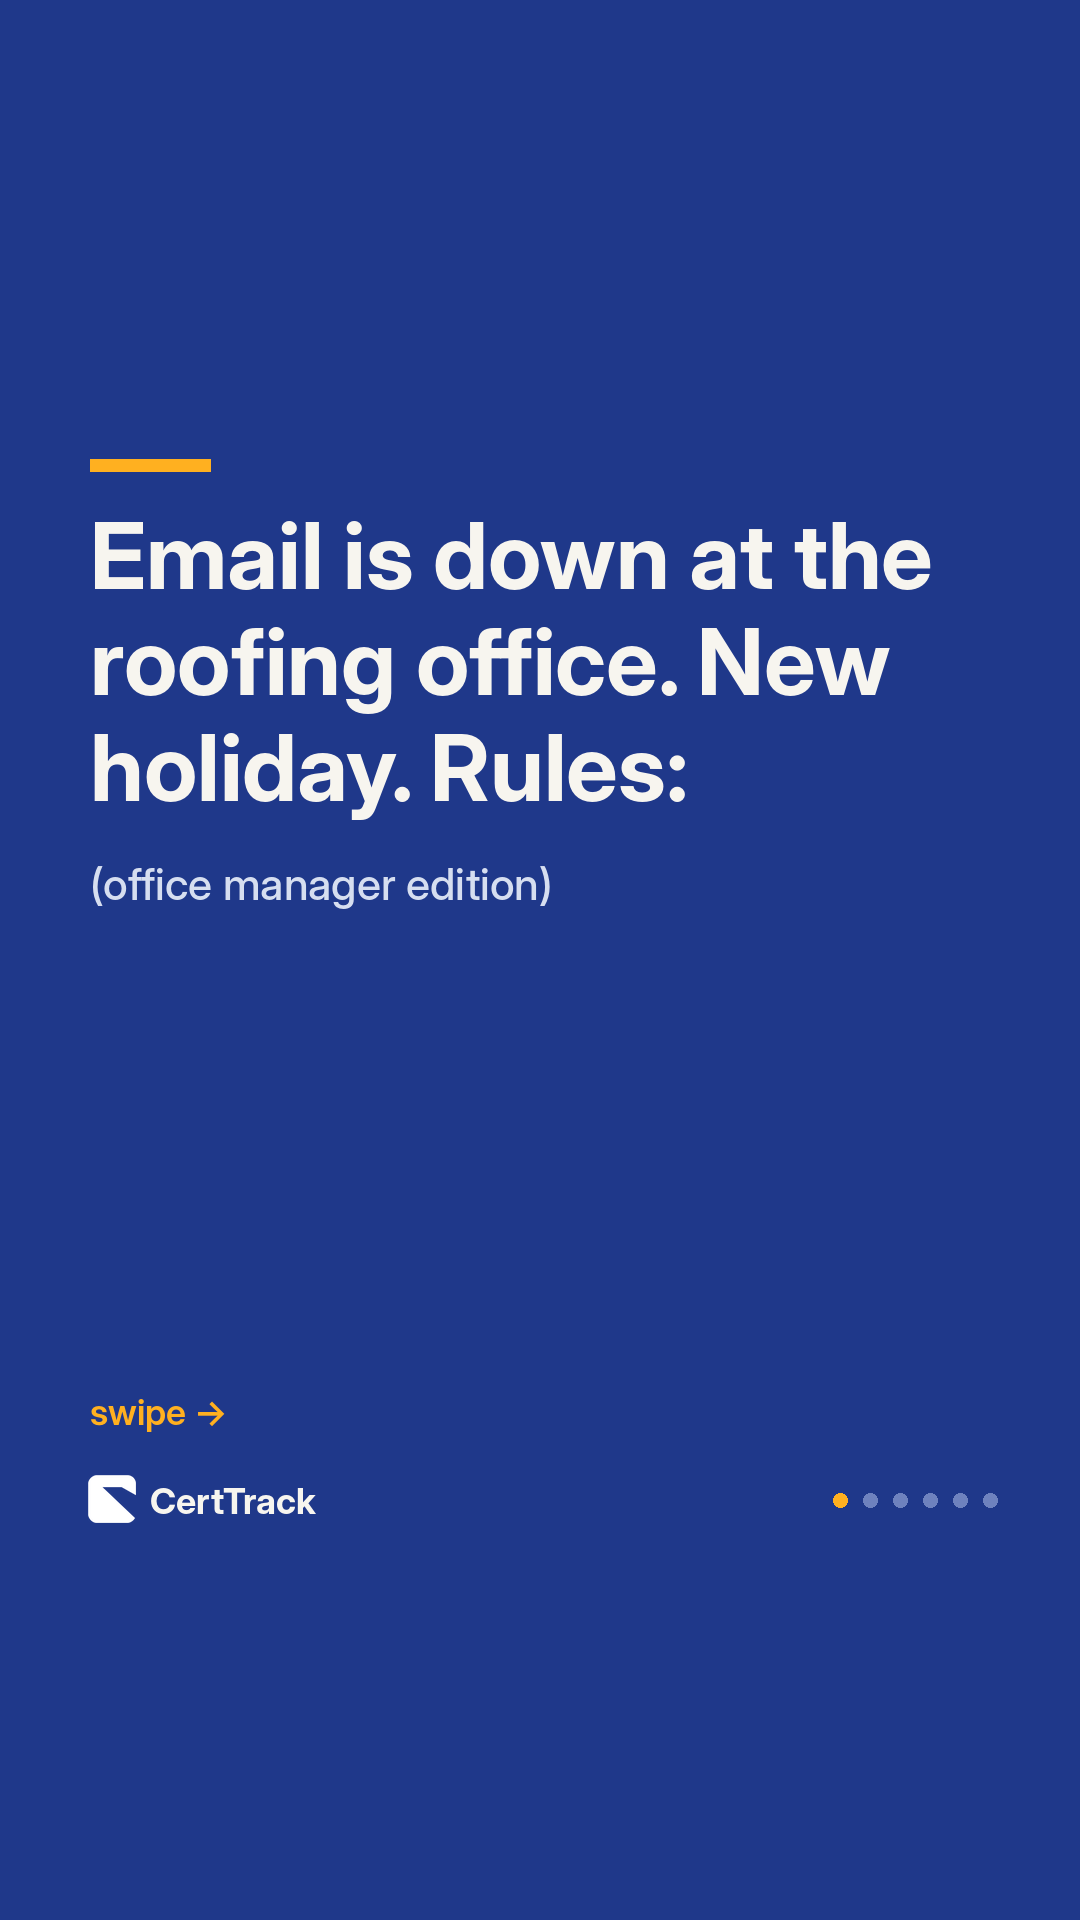 Email is down at the
roofing office. New
holiday. Rules:
(office manager edition)
swipe →
CertTrack